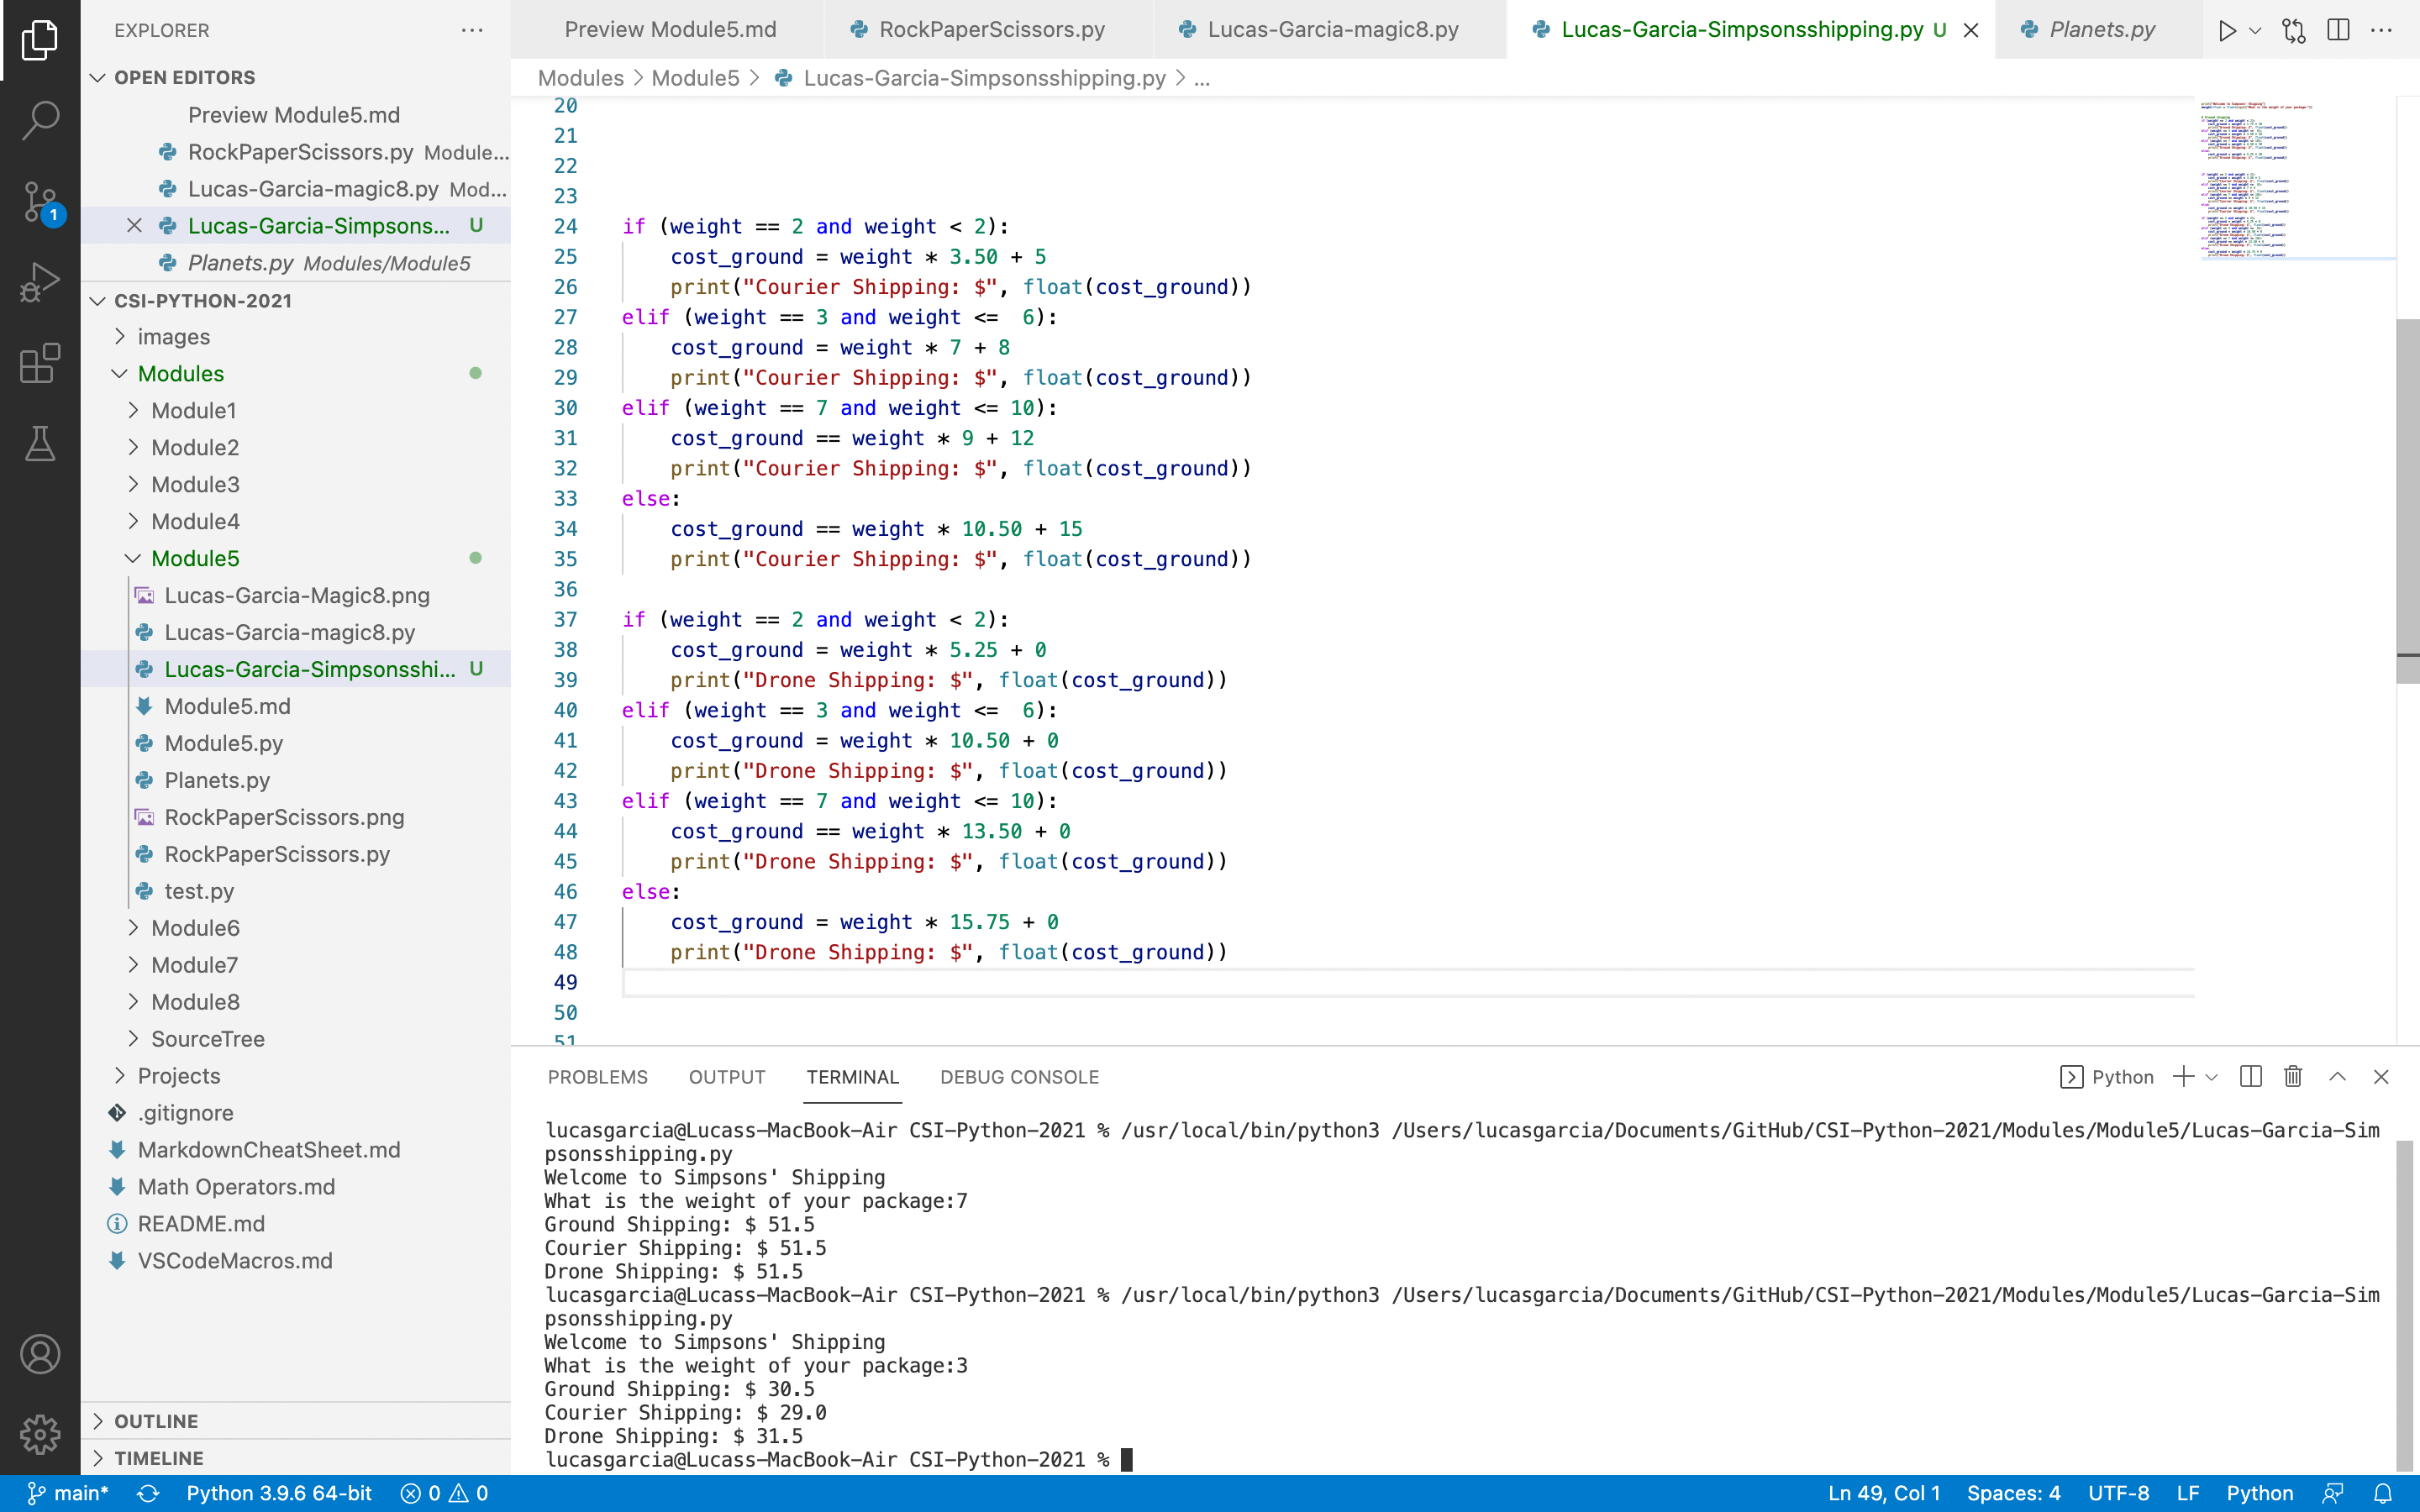 EXPLORER
OPEN EDITORS
Preview Module5.md
RockPaperScissors.py Module...
Lucas-Garcia-magic8.py Mod...
Lucas-Garcia-Simpsons... U
Planets.py Modules/Module5
CSI-PYTHON-2021
images
Modules
Module1
Module2
Module3
Module4
Module5
Lucas-Garcia-Magic8.png
Lucas-Garcia-magic8.py
Lucas-Garcia-Simpsonsshi... U
Module5.md
Module5.py
Planets.py
RockPaperScissors.png
RockPaperScissors.py
test.py
Module6
Module7
Module8
SourceTree
Projects
.gitignore
MarkdownCheatSheet.md
Math Operators.md
README.md
VSCodeMacros.md
OUTLINE
TIMELINE
1
Preview Module5.md
RockPaperScissors.py
Lucas-Garcia-magic8.py
Lucas-Garcia-Simpsonsshipping.py U
Planets.py
Modules > Module5 > Lucas-Garcia-Simpsonsshipping.py > ...
20
21
22
23
24 if (weight == 2 and weight < 2):
25 cost_ground = weight * 3.50 + 5
26 print("Courier Shipping: $", float(cost_ground))
27 elif (weight == 3 and weight <=  6):
28 cost_ground = weight * 7 + 8
29 print("Courier Shipping: $", float(cost_ground))
30 elif (weight == 7 and weight <= 10):
31 cost_ground == weight * 9 + 12
32 print("Courier Shipping: $", float(cost_ground))
33 else:
34 cost_ground == weight * 10.50 + 15
35 print("Courier Shipping: $", float(cost_ground))
36
37 if (weight == 2 and weight < 2):
38 cost_ground = weight * 5.25 + 0
39 print("Drone Shipping: $", float(cost_ground))
40 elif (weight == 3 and weight <=  6):
41 cost_ground = weight * 10.50 + 0
42 print("Drone Shipping: $", float(cost_ground))
43 elif (weight == 7 and weight <= 10):
44 cost_ground == weight * 13.50 + 0
45 print("Drone Shipping: $", float(cost_ground))
46 else:
47 cost_ground = weight * 15.75 + 0
48 print("Drone Shipping: $", float(cost_ground))
49
50
51
PROBLEMS OUTPUT TERMINAL DEBUG CONSOLE
Python
lucasgarcia@Lucass-MacBook-Air CSI-Python-2021 % /usr/local/bin/python3 /Users/lucasgarcia/Documents/GitHub/CSI-Python-2021/Modules/Module5/Lucas-Garcia-Sim
psonsshipping.py
Welcome to Simpsons' Shipping
What is the weight of your package:7
Ground Shipping: $ 51.5
Courier Shipping: $ 51.5
Drone Shipping: $ 51.5
lucasgarcia@Lucass-MacBook-Air CSI-Python-2021 % /usr/local/bin/python3 /Users/lucasgarcia/Documents/GitHub/CSI-Python-2021/Modules/Module5/Lucas-Garcia-Sim
psonsshipping.py
Welcome to Simpsons' Shipping
What is the weight of your package:3
Ground Shipping: $ 30.5
Courier Shipping: $ 29.0
Drone Shipping: $ 31.5
lucasgarcia@Lucass-MacBook-Air CSI-Python-2021 %
main* Python 3.9.6 64-bit 0 0 Ln 49, Col 1 Spaces: 4 UTF-8 LF Python